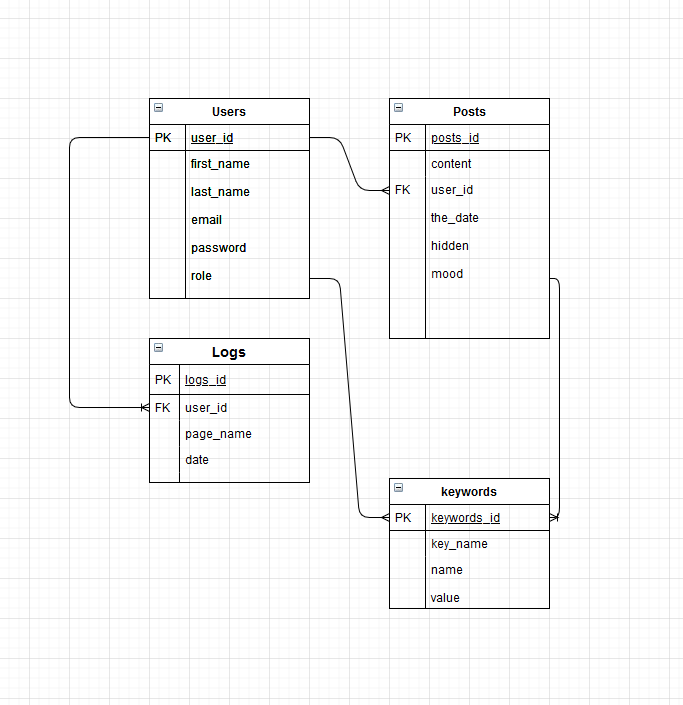 Users
PK user_id
first_name
last_name
email
password
role
Posts
PK posts_id
content
FK user_id
the_date
hidden
mood
Logs
PK logs_id
FK user_id
page_name
date
keywords
PK keywords_id
key_name
name
value